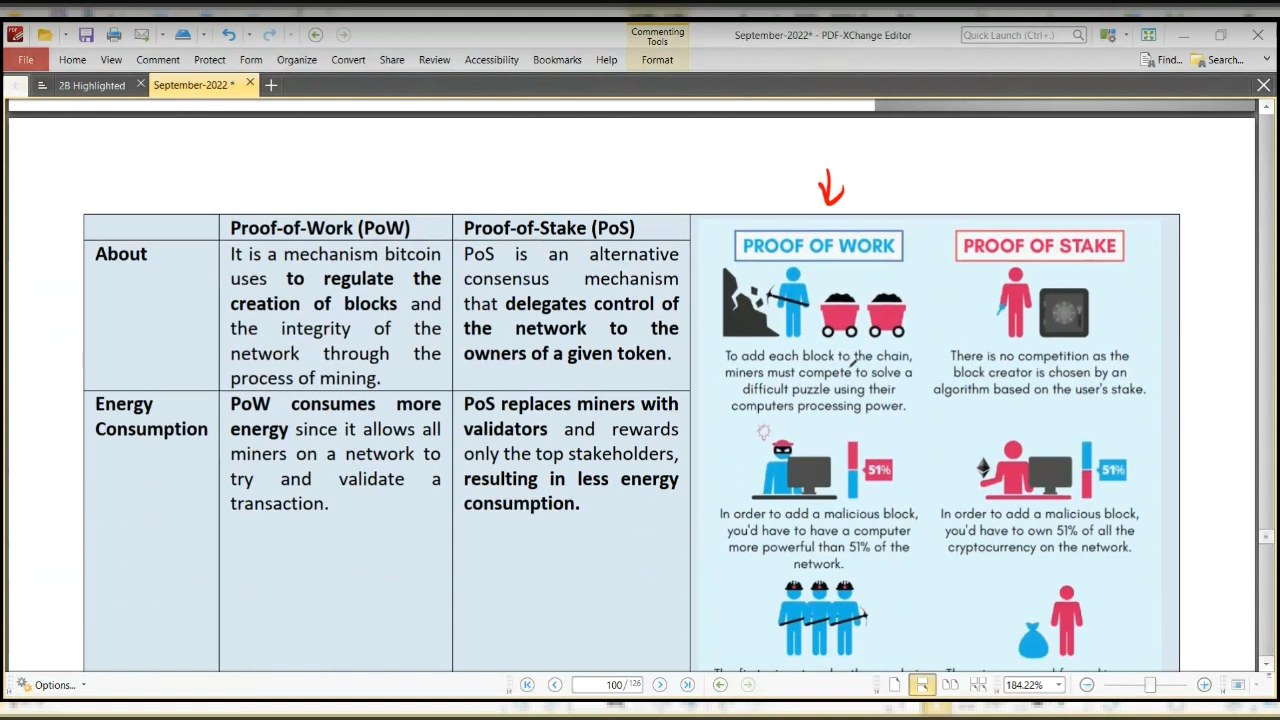 Commenting
Tools
September-2022* - PDF-XChange Editor
Quick Launch (Ctrl+.)
File
Home
View
Comment
Protect
Form
Organize
Convert
Share
Review
Accessibility
Bookmarks
Help
Format
Find...
Search...
2B Highlighted
September-2022 *
Proof-of-Work (PoW)
Proof-of-Stake (PoS)
About
It is a mechanism bitcoin
uses to regulate the
creation of blocks and
the integrity of the
network through the
process of mining.
PoS is an alternative
consensus mechanism
that delegates control of
the network to the
owners of a given token.
Energy
Consumption
PoW consumes more
energy since it allows all
miners on a network to
try and validate a
transaction.
PoS replaces miners with
validators and rewards
only the top stakeholders,
resulting in less energy
consumption.
PROOF OF WORK
PROOF OF STAKE
To add each block to the chain,
miners must compete to solve a
difficult puzzle using their
computers processing power.
There is no competition as the
block creator is chosen by an
algorithm based on the user's stake.
51%
51%
In order to add a malicious block,
you'd have to have a computer
more powerful than 51% of the
network.
In order to add a malicious block,
you'd have to own 51% of all the
cryptocurrency on the network.
Options...
100 / 126
184.22%